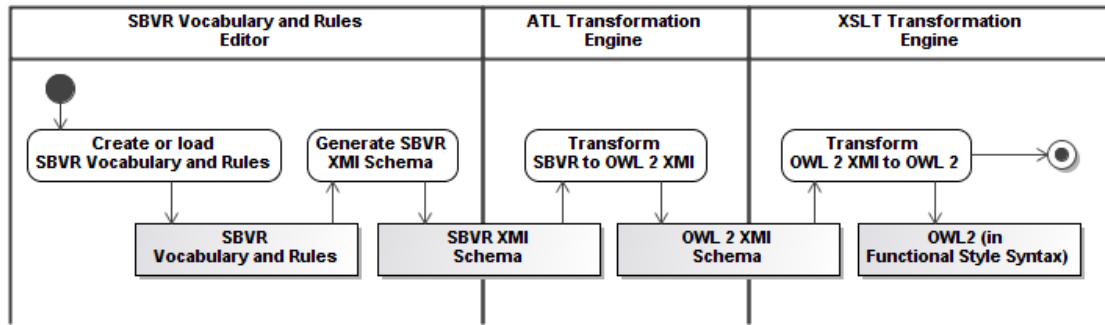 SBVR Vocabulary and Rules
Editor
ATL Transformation
Engine
XSLT Transformation
Engine
Create or load
SBVR Vocabulary and Rules
Generate SBVR
XMI Schema
Transform
SBVR to OWL 2 XMI
Transform
OWL 2 XMI to OWL 2
SBVR
Vocabulary and Rules
SBVR XMI
Schema
OWL 2 XMI
Schema
OWL2 (in
Functional Style Syntax)